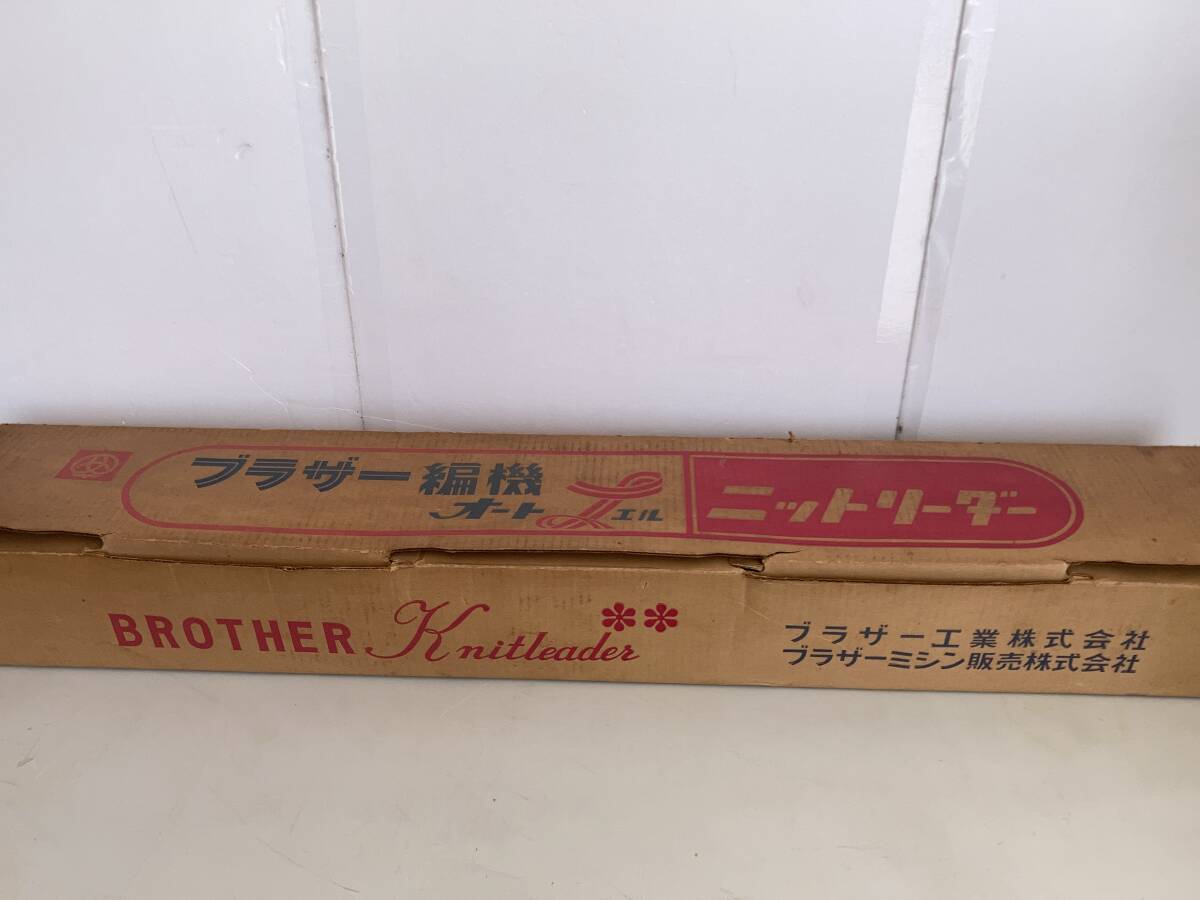 ブラザー編機
オートLエル
ニットリーダー
BROTHER Knitleader
ブラザー工業株式会社
ブラザーミシン販売株式会社